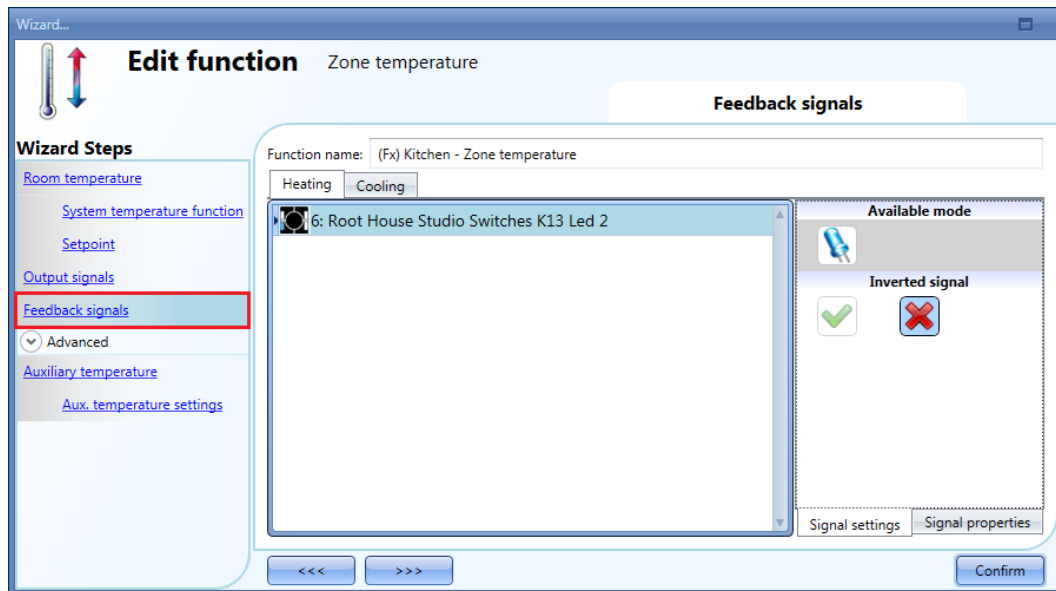 Wizard...
Edit function Zone temperature
Feedback signals
Wizard Steps
Room temperature
System temperature function
Setpoint
Output signals
Feedback signals
Advanced
Auxiliary temperature
Aux. temperature settings
Function name: (Fx) Kitchen - Zone temperature
Heating Cooling
6: Root House Studio Switches K13 Led 2
Available mode
Inverted signal
Signal settings Signal properties
<<< >>> Confirm